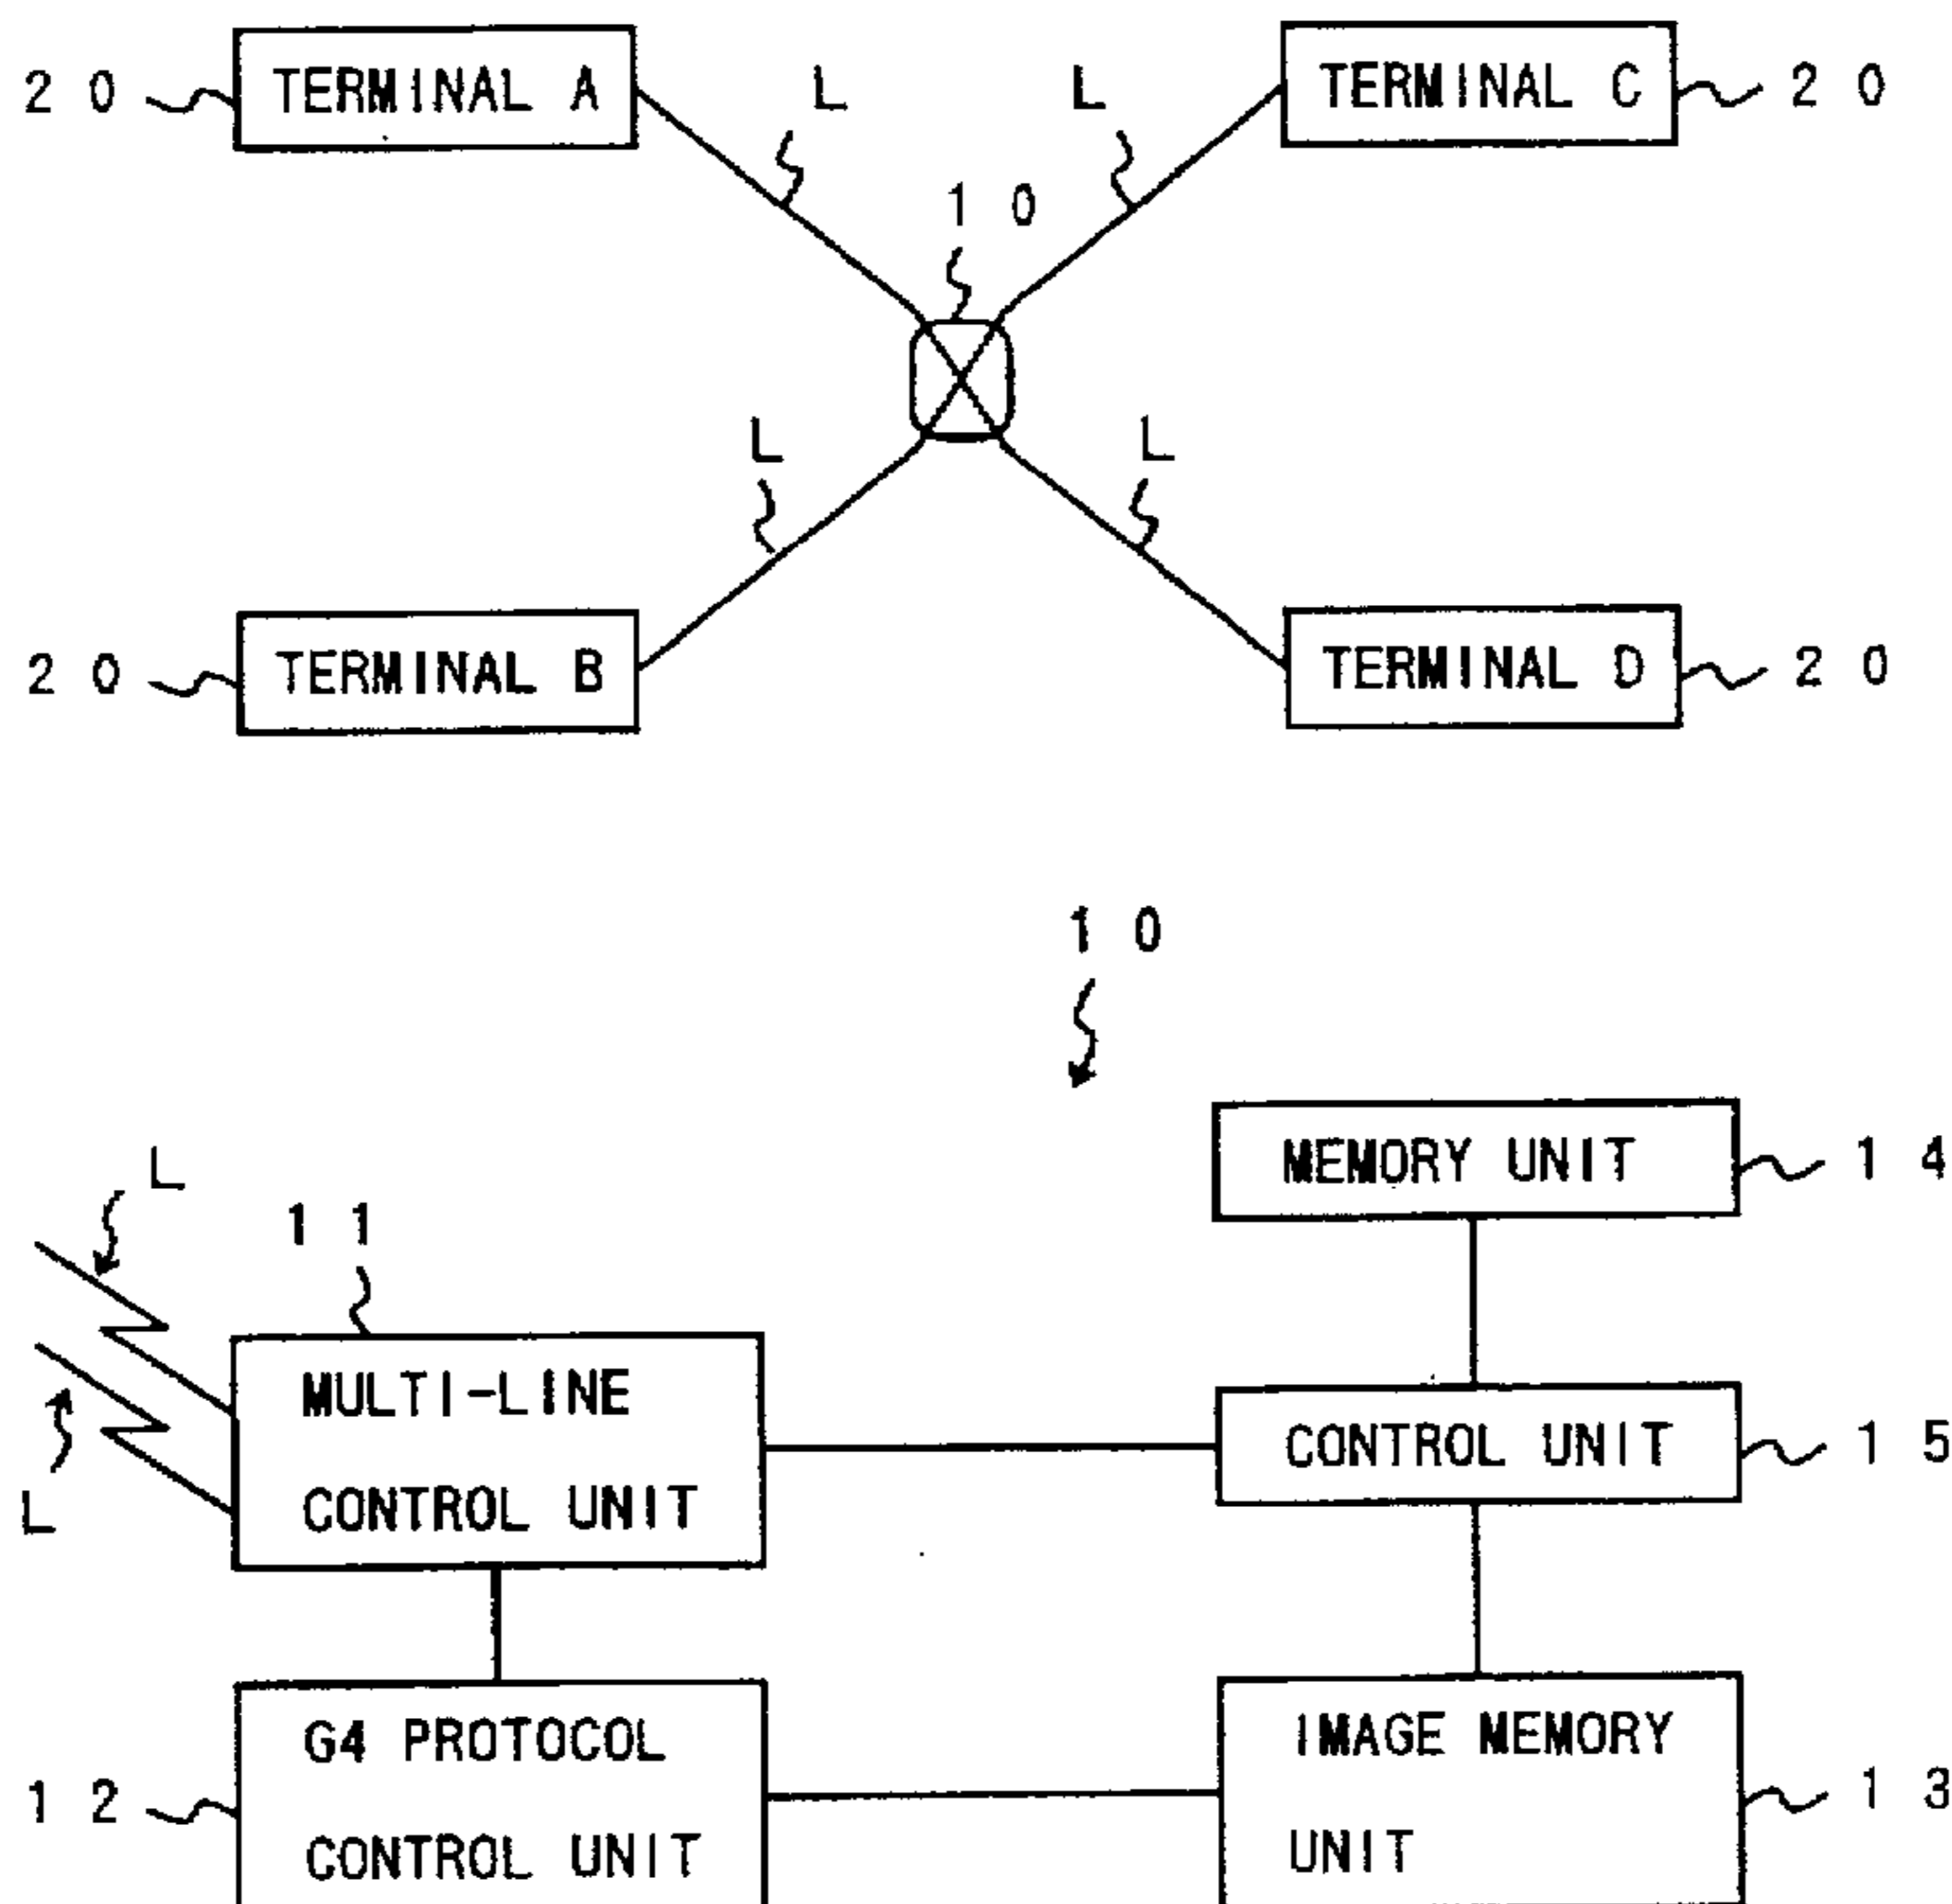 20 TERMINAL A L L TERMINAL C 20
10
L L
20 TERMINAL B TERMINAL D 20
10
MEMORY UNIT 14
L
11
MULTI-LINE
CONTROL UNIT
CONTROL UNIT 15
L
G4 PROTOCOL
CONTROL UNIT
12
IMAGE MEMORY
UNIT
13